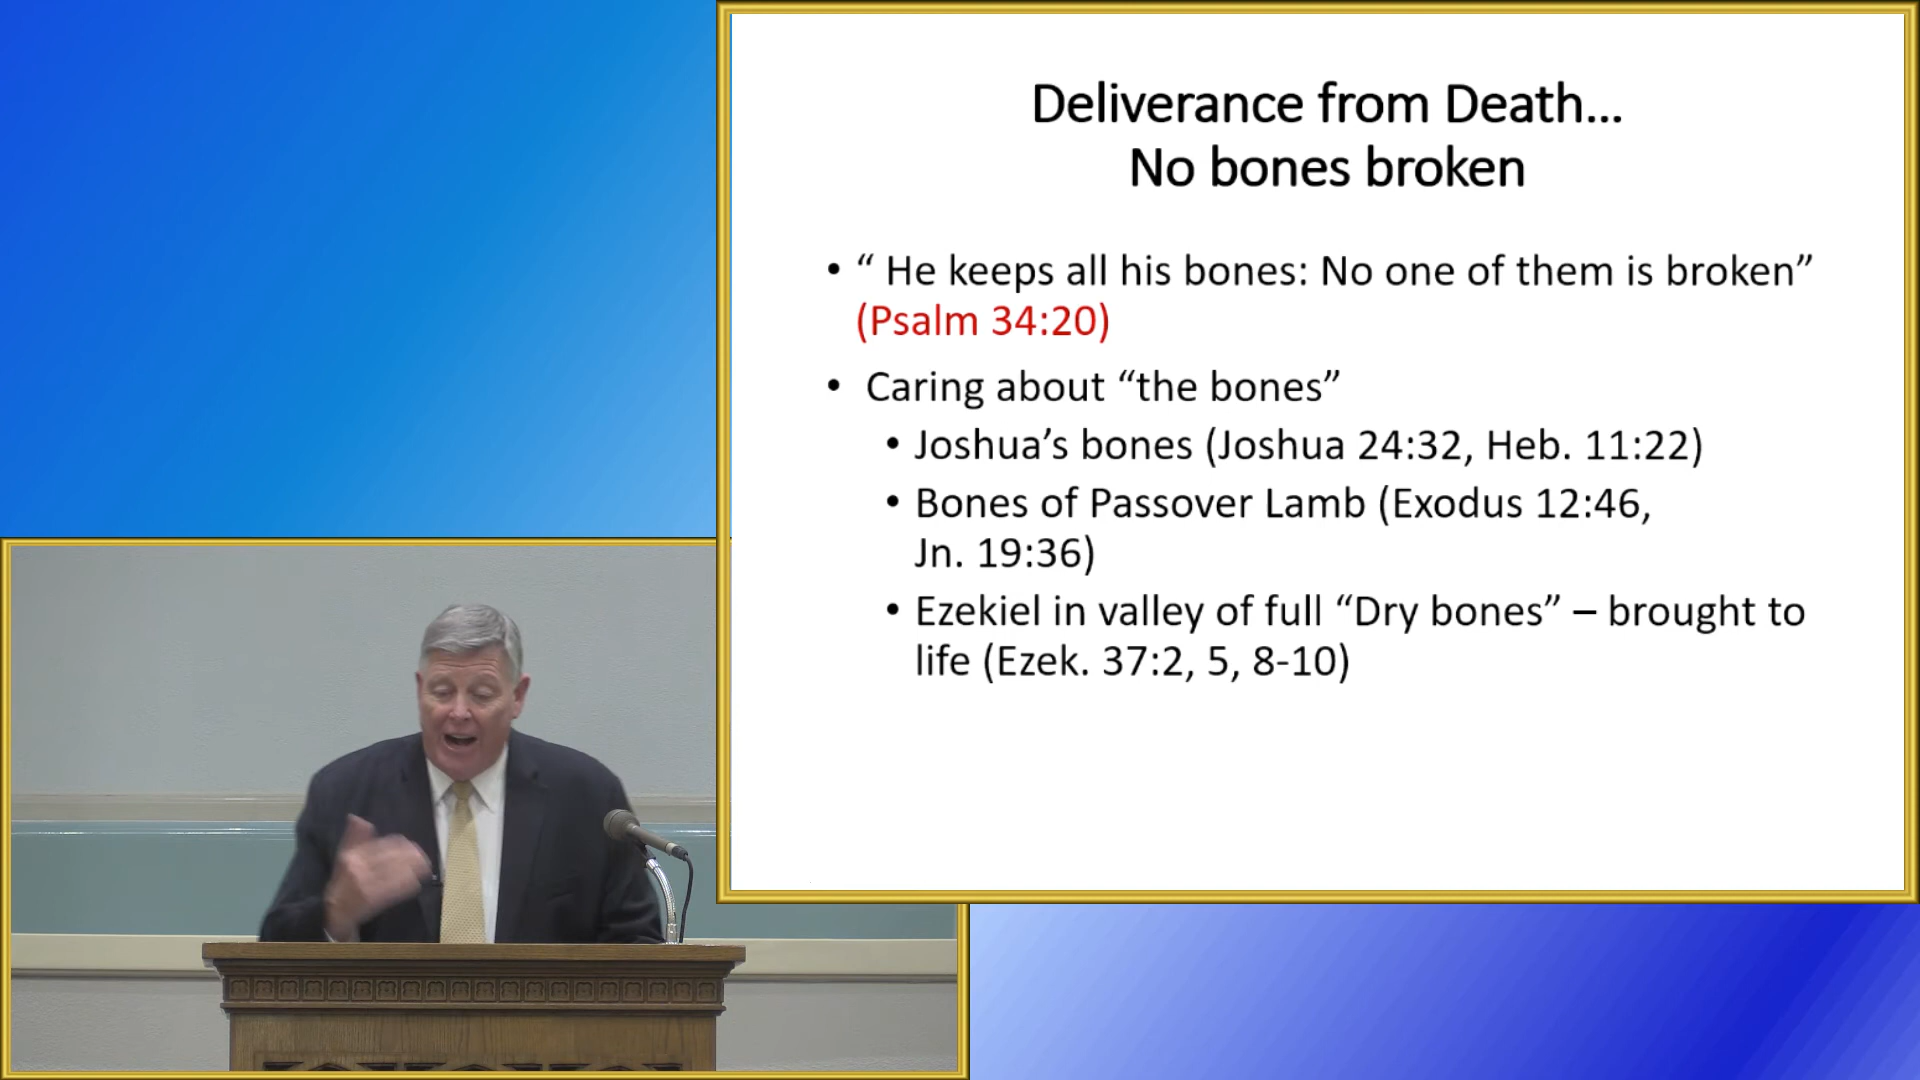 Deliverance from Death...
No bones broken
• “ He keeps all his bones: No one of them is broken”
(Psalm 34:20)
• Caring about “the bones”
• Joshua’s bones (Joshua 24:32, Heb. 11:22)
• Bones of Passover Lamb (Exodus 12:46,
Jn. 19:36)
• Ezekiel in valley of full “Dry bones” – brought to
life (Ezek. 37:2, 5, 8-10)